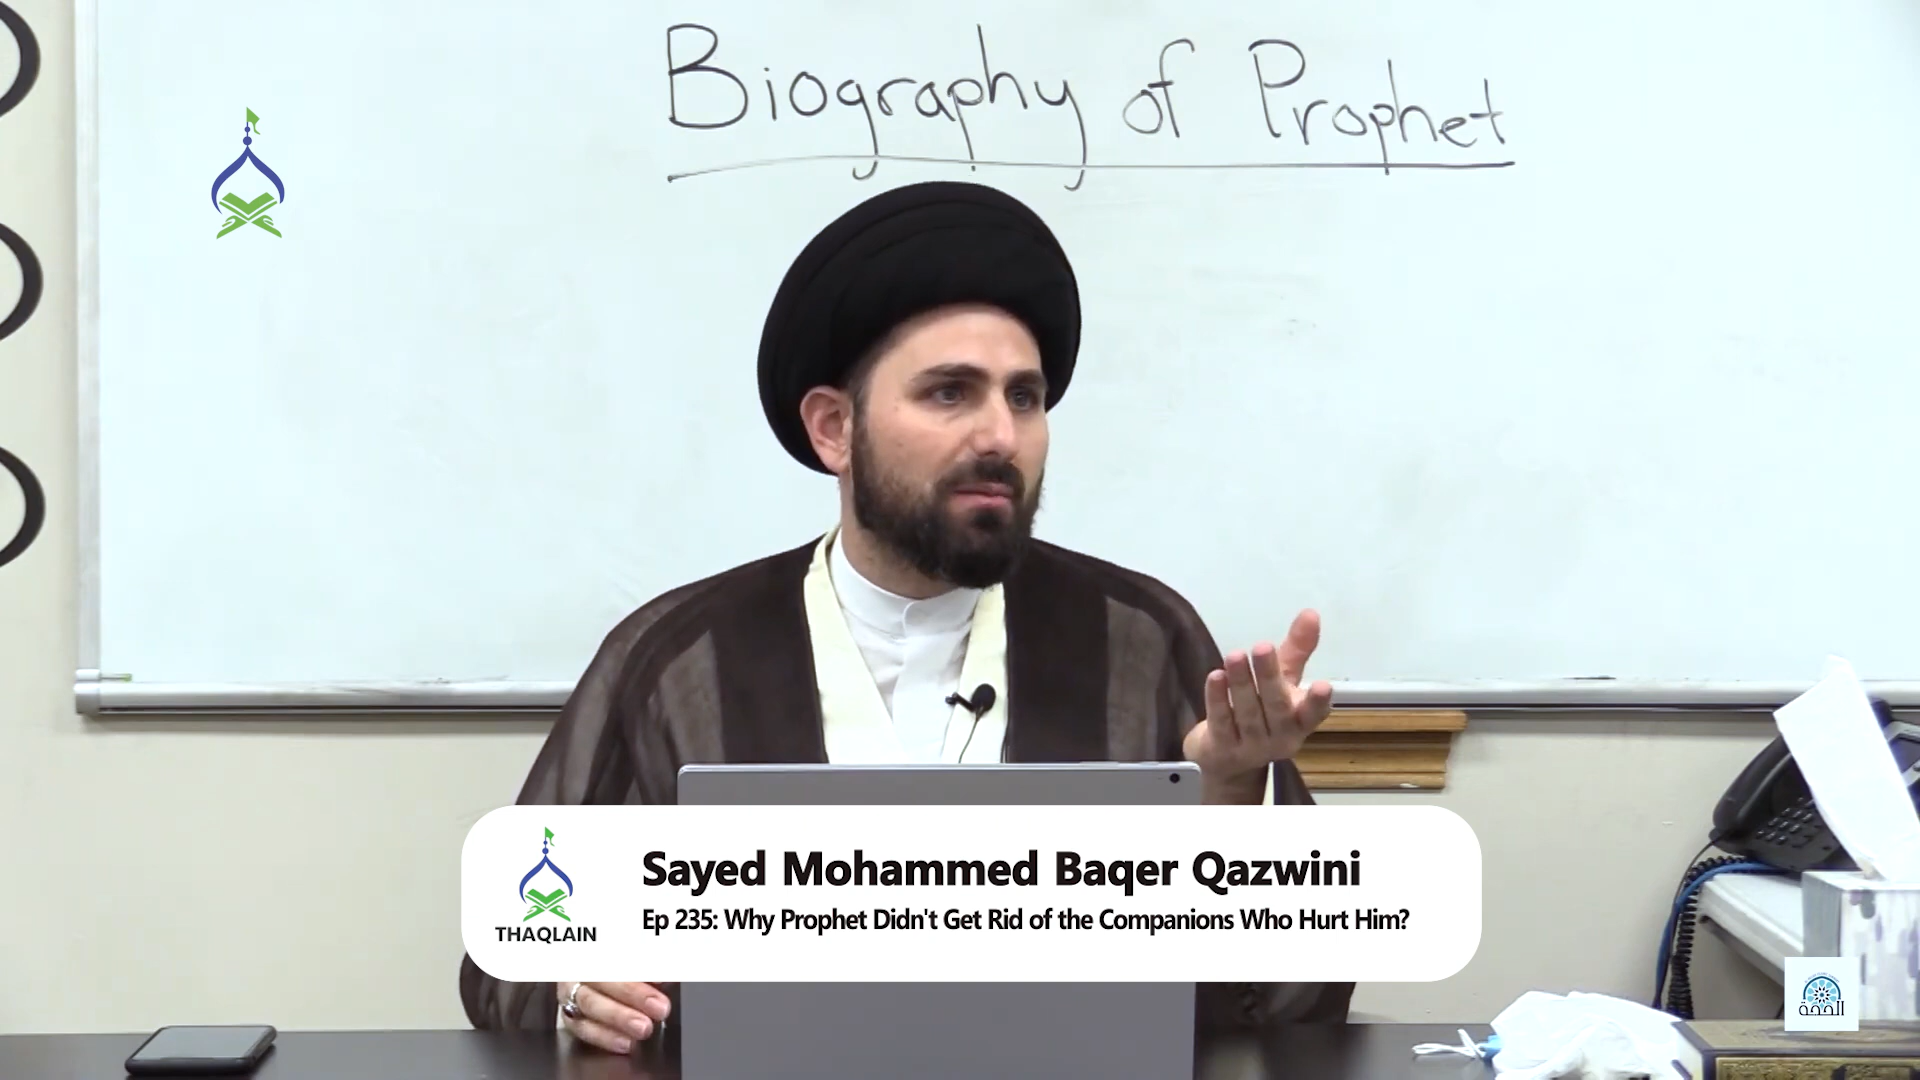 Biography of Prophet
Sayed Mohammed Baqer Qazwini
Ep 235: Why Prophet Didn't Get Rid of the Companions Who Hurt Him?
THAQLAIN
الحجة